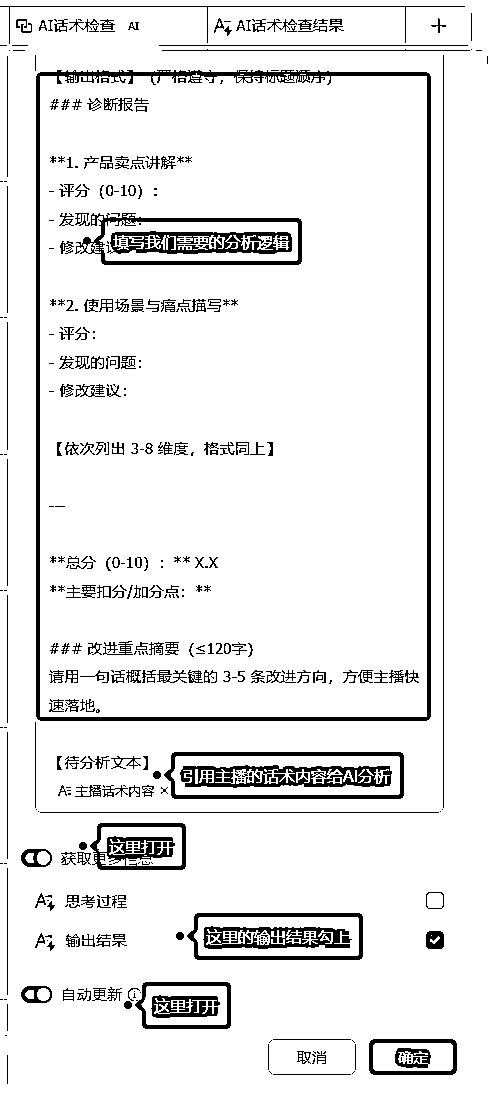 AI话术检查 AI
AI话术检查结果
【输出格式】（严格遵守，保持标题顺序）
### 诊断报告
**1. 产品卖点讲解**
- 评分（0-10）：
- 发现的问题：
- 修改建议
填写我们需要的分析逻辑
**2. 使用场景与痛点描写**
- 评分：
- 发现的问题：
- 修改建议：
【依次列出 3-8 维度，格式同上】
---
**总分（0-10）：** X.X
**主要扣分/加分点：**
### 改进重点摘要（≤120字）
请用一句话概括最关键的 3-5 条改进方向，方便主播快
速落地。
【待分析文本】
主播话术内容 ×
引用主播的话术内容给AI分析
这里打开
获取更多信息
思考过程
输出结果
这里的输出结果勾上
自动更新
这里打开
取消
确定